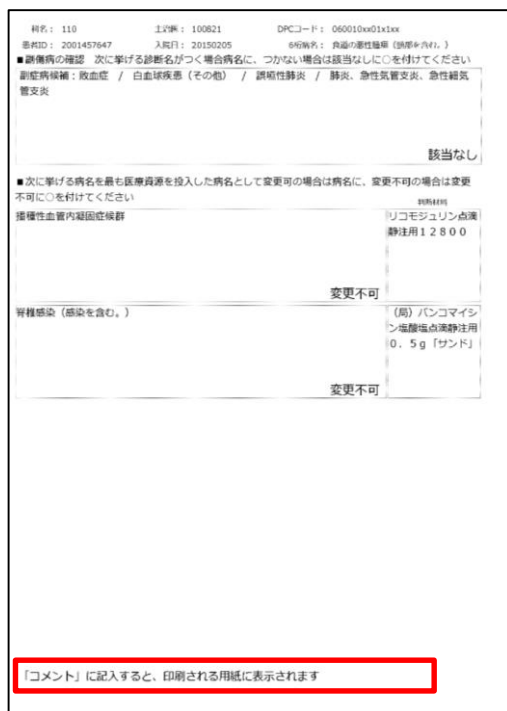 科名： 110 主治医： 100821 DPCコード： 060010xx01x1xx
患者ID： 2001457647 入院日： 20150205 6桁病名： 食道の悪性腫瘍（頸部を含む。）
■副傷病の確認 次に挙げる診断名がつく場合病名に、つかない場合は該当なしに○を付けてください
副症病候補：敗血症 / 白血球疾患（その他） / 誤嚥性肺炎 / 肺炎、急性気管支炎、急性細気
管支炎
該当なし
■次に挙げる病名を最も医療資源を投入した病名として変更可の場合は病名に、変更不可の場合は変更
不可に○を付けてください
判断材料
播種性血管内凝固症候群
リコモジュリン点滴
静注用１２８００
変更不可
脊椎感染（感染を含む。）
（局）バンコマイシ
ン塩酸塩点滴静注用
０．５ｇ「サンド」
変更不可
「コメント」に記入すると、印刷される用紙に表示されます